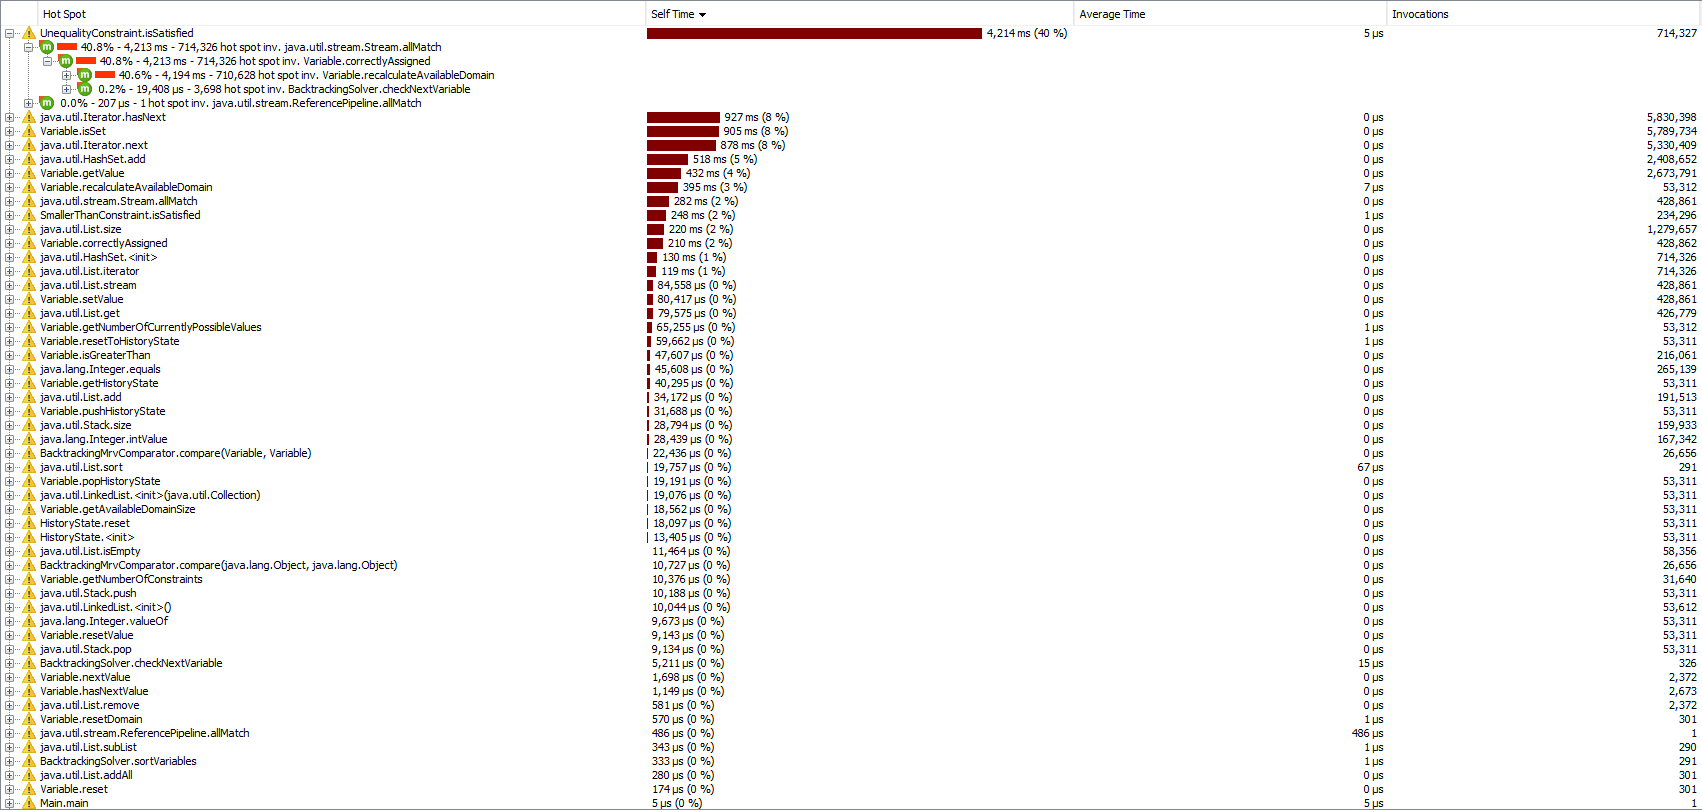 Hot Spot Self Time Average Time Invocations
UnequalityConstraint.isSatisfied 4,214 ms (40 %) 5 µs 714,327
40.8% - 4,213 ms - 714,326 hot spot inv. java.util.stream.Stream.allMatch
40.8% - 4,213 ms - 714,326 hot spot inv. Variable.correctlyAssigned
40.6% - 4,194 ms - 710,628 hot spot inv. Variable.recalculateAvailableDomain
0.2% - 19,408 µs - 3,698 hot spot inv. BacktrackingSolver.checkNextVariable
0.0% - 207 µs - 1 hot spot inv. java.util.stream.ReferencePipeline.allMatch
java.util.Iterator.hasNext 927 ms (8 %) 0 µs 5,830,398
Variable.isSet 905 ms (8 %) 0 µs 5,789,734
java.util.Iterator.next 878 ms (8 %) 0 µs 5,330,409
java.util.HashSet.add 518 ms (5 %) 0 µs 2,408,652
Variable.getValue 432 ms (4 %) 0 µs 2,673,791
Variable.recalculateAvailableDomain 395 ms (3 %) 7 µs 53,312
java.util.stream.Stream.allMatch 282 ms (2 %) 0 µs 428,861
SmallerThanConstraint.isSatisfied 248 ms (2 %) 1 µs 234,296
java.util.List.size 220 ms (2 %) 0 µs 1,279,657
Variable.correctlyAssigned 210 ms (2 %) 0 µs 428,862
java.util.HashSet.<init> 130 ms (1 %) 0 µs 714,326
java.util.List.iterator 119 ms (1 %) 0 µs 714,326
java.util.List.stream 84,558 µs (0 %) 0 µs 428,861
Variable.setValue 80,417 µs (0 %) 0 µs 428,861
java.util.List.get 79,575 µs (0 %) 0 µs 426,779
Variable.getNumberOfCurrentlyPossibleValues 65,255 µs (0 %) 1 µs 53,312
Variable.resetToHistoryState 59,662 µs (0 %) 1 µs 53,311
Variable.isGreaterThan 47,607 µs (0 %) 0 µs 216,061
java.lang.Integer.equals 45,608 µs (0 %) 0 µs 265,139
Variable.getHistoryState 40,295 µs (0 %) 0 µs 53,311
java.util.List.add 34,172 µs (0 %) 0 µs 191,513
Variable.pushHistoryState 31,688 µs (0 %) 0 µs 53,311
java.util.Stack.size 28,794 µs (0 %) 0 µs 159,933
java.lang.Integer.intValue 28,439 µs (0 %) 0 µs 167,342
BacktrackingMrvComparator.compare(Variable, Variable) 22,436 µs (0 %) 0 µs 26,656
java.util.List.sort 19,757 µs (0 %) 67 µs 291
Variable.popHistoryState 19,191 µs (0 %) 0 µs 53,311
java.util.LinkedList.<init>(java.util.Collection) 19,076 µs (0 %) 0 µs 53,311
Variable.getAvailableDomainSize 18,562 µs (0 %) 0 µs 53,311
HistoryState.reset 18,097 µs (0 %) 0 µs 53,311
HistoryState.<init> 13,405 µs (0 %) 0 µs 53,311
java.util.List.isEmpty 11,464 µs (0 %) 0 µs 58,356
BacktrackingMrvComparator.compare(java.lang.Object, java.lang.Object) 10,727 µs (0 %) 0 µs 26,656
Variable.getNumberOfConstraints 10,376 µs (0 %) 0 µs 31,640
java.util.Stack.push 10,188 µs (0 %) 0 µs 53,311
java.util.LinkedList.<init>() 10,044 µs (0 %) 0 µs 53,612
java.lang.Integer.valueOf 9,673 µs (0 %) 0 µs 53,311
Variable.resetValue 9,143 µs (0 %) 0 µs 53,311
java.util.Stack.pop 9,134 µs (0 %) 0 µs 53,311
BacktrackingSolver.checkNextVariable 5,211 µs (0 %) 15 µs 326
Variable.nextValue 1,698 µs (0 %) 0 µs 2,372
Variable.hasNextValue 1,149 µs (0 %) 0 µs 2,673
java.util.List.remove 581 µs (0 %) 0 µs 2,372
Variable.resetDomain 570 µs (0 %) 1 µs 301
java.util.stream.ReferencePipeline.allMatch 486 µs (0 %) 486 µs 1
java.util.List.subList 343 µs (0 %) 1 µs 290
BacktrackingSolver.sortVariables 333 µs (0 %) 1 µs 291
java.util.List.addAll 280 µs (0 %) 0 µs 301
Variable.reset 174 µs (0 %) 0 µs 301
Main.main 5 µs (0 %) 5 µs 1